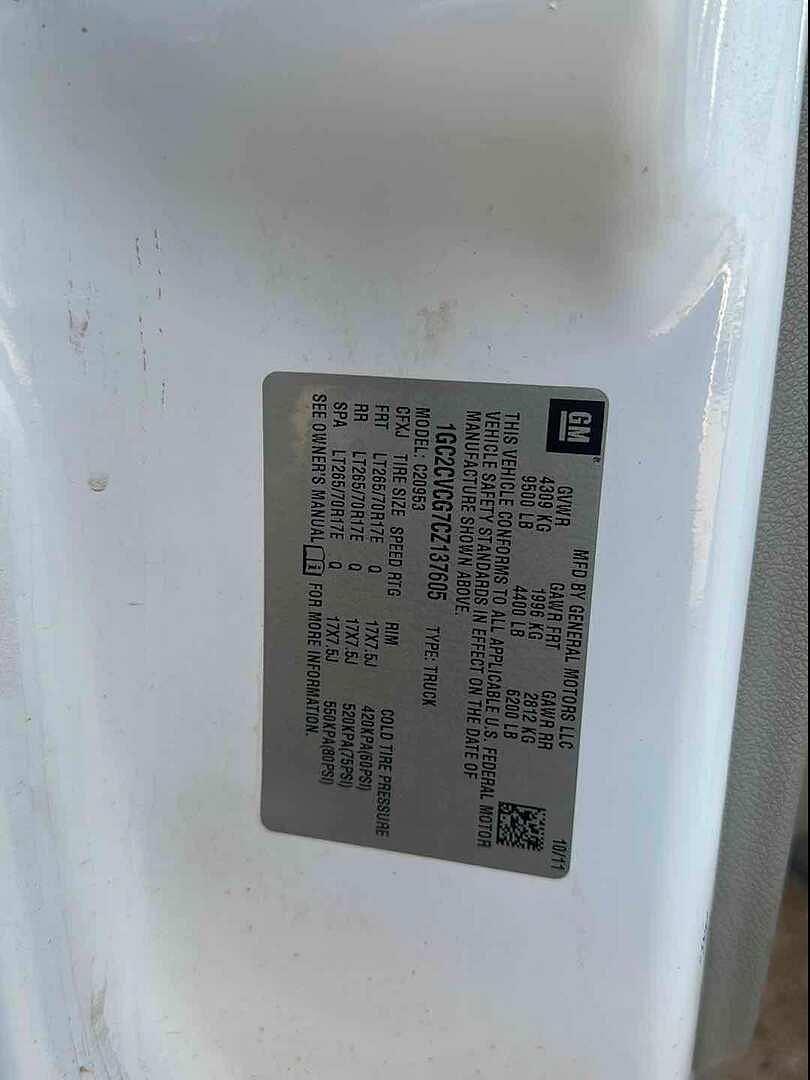 GM®
MFD BY GENERAL MOTORS LLC
10/11
GVWR GAWR FRT GAWR RR
4309 KG 1996 KG 2812 KG
9500 LB 4400 LB 6200 LB
THIS VEHICLE CONFORMS TO ALL APPLICABLE U.S. FEDERAL MOTOR
VEHICLE SAFETY STANDARDS IN EFFECT ON THE DATE OF
MANUFACTURE SHOWN ABOVE.
1GC2CVCG7CZ137605 TYPE: TRUCK
MODEL: C20953
CFXJ TIRE SIZE SPEED RTG RIM COLD TIRE PRESSURE
FRT LT265/70R17E Q 17X7.5J 420KPA(60PSI)
RR LT265/70R17E Q 17X7.5J 520KPA(75PSI)
SPA LT265/70R17E Q 17X7.5J 550KPA(80PSI)
SEE OWNER'S MANUAL FOR MORE INFORMATION.